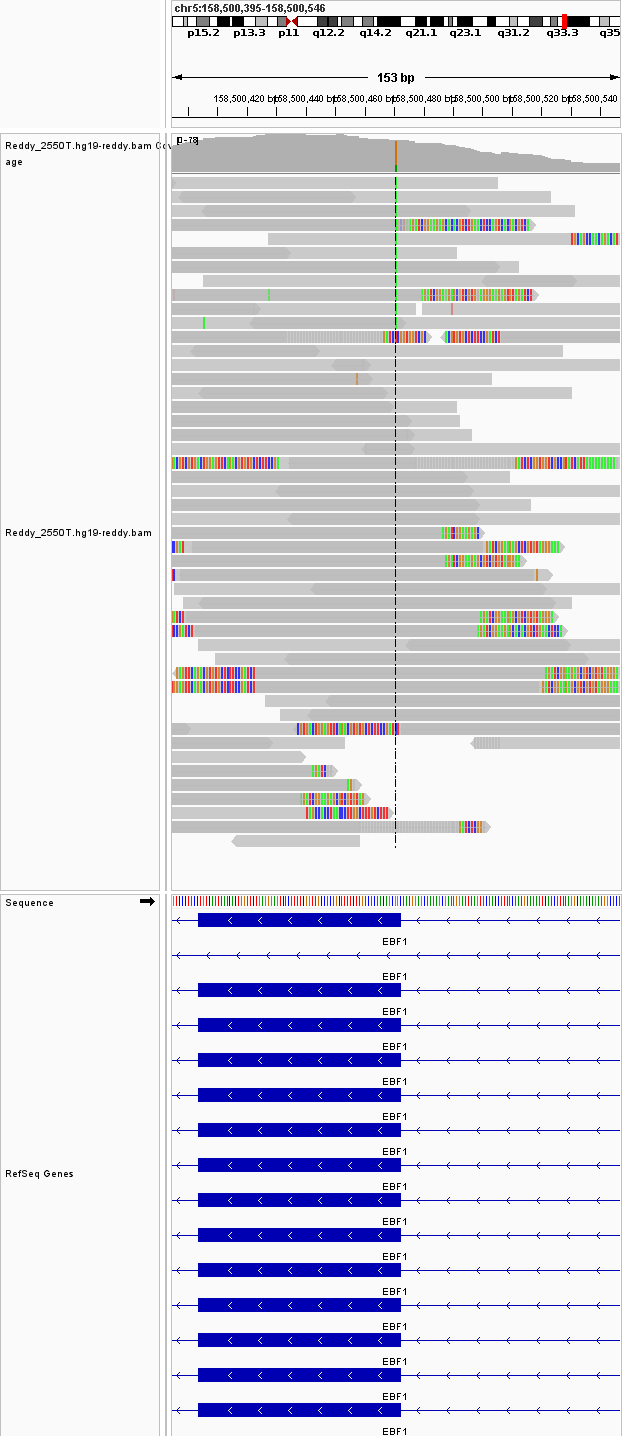 chr5:158,500,395-158,500,546
p15.2 p13.3 p11 q12.2 q14.2 q21.1 q23.1 q31.2 q33.3 q35
153 bp
158,500,420 bp 158,500,440 bp 158,500,460 bp 158,500,480 bp 158,500,500 bp 158,500,520 bp 158,500,540
Reddy_2550T.hg19-reddy.bam Cov
age
Reddy_2550T.hg19-reddy.bam
Sequence
EBF1
EBF1
EBF1
EBF1
EBF1
EBF1
EBF1
RefSeq Genes
EBF1
EBF1
EBF1
EBF1
EBF1
EBF1
EBF1
EBF1